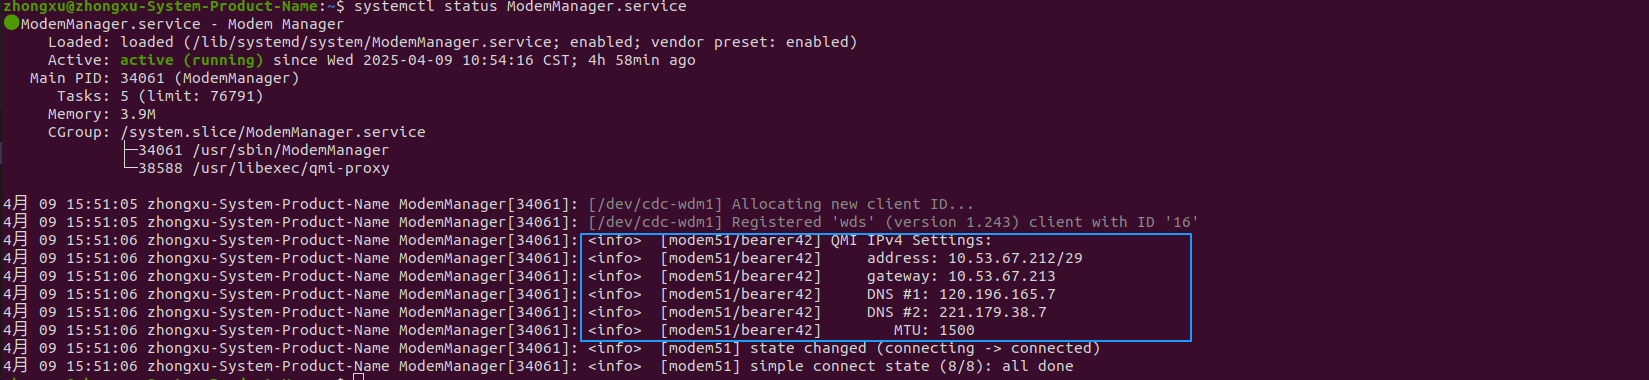 zhongxu@zhongxu-System-Product-Name:~$ systemctl status ModemManager.service
●ModemManager.service - Modem Manager
     Loaded: loaded (/lib/systemd/system/ModemManager.service; enabled; vendor preset: enabled)
     Active: active (running) since Wed 2025-04-09 10:54:16 CST; 4h 58min ago
   Main PID: 34061 (ModemManager)
      Tasks: 5 (limit: 76791)
     Memory: 3.9M
     CGroup: /system.slice/ModemManager.service
             ├─34061 /usr/sbin/ModemManager
             └─38588 /usr/libexec/qmi-proxy
4月 09 15:51:05 zhongxu-System-Product-Name ModemManager[34061]: [/dev/cdc-wdm1] Allocating new client ID...
4月 09 15:51:05 zhongxu-System-Product-Name ModemManager[34061]: [/dev/cdc-wdm1] Registered 'wds' (version 1.243) client with ID '16'
4月 09 15:51:06 zhongxu-System-Product-Name ModemManager[34061]: <info>  [modem51/bearer42] QMI IPv4 Settings:
4月 09 15:51:06 zhongxu-System-Product-Name ModemManager[34061]: <info>  [modem51/bearer42]     address: 10.53.67.212/29
4月 09 15:51:06 zhongxu-System-Product-Name ModemManager[34061]: <info>  [modem51/bearer42]     gateway: 10.53.67.213
4月 09 15:51:06 zhongxu-System-Product-Name ModemManager[34061]: <info>  [modem51/bearer42]     DNS #1: 120.196.165.7
4月 09 15:51:06 zhongxu-System-Product-Name ModemManager[34061]: <info>  [modem51/bearer42]     DNS #2: 221.179.38.7
4月 09 15:51:06 zhongxu-System-Product-Name ModemManager[34061]: <info>  [modem51/bearer42]        MTU: 1500
4月 09 15:51:06 zhongxu-System-Product-Name ModemManager[34061]: <info>  [modem51] state changed (connecting -> connected)
4月 09 15:51:06 zhongxu-System-Product-Name ModemManager[34061]: <info>  [modem51] simple connect state (8/8): all done